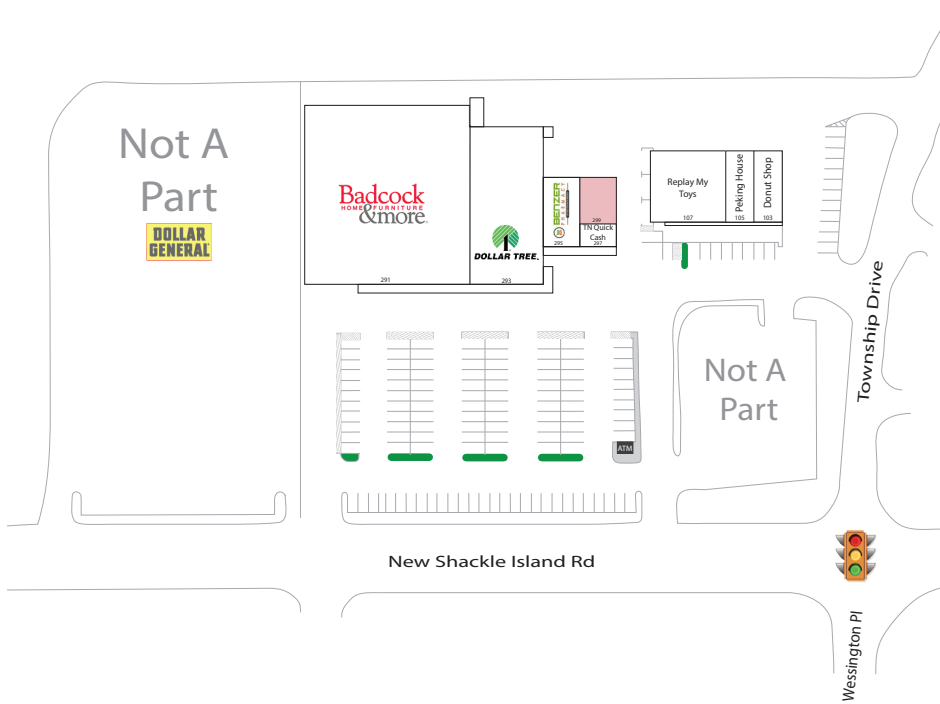 Not A
Part
DOLLAR
GENERAL
Badcock
HOME FURNITURE
&more
291
DOLLAR TREE.
293
BENZER
PHARMACY
295
299
TN Quick
Cash
297
Replay My
Toys
107
Peking House
105
Donut Shop
103
Township Drive
Not A
Part
ATM
New Shackle Island Rd
Wessington Pl